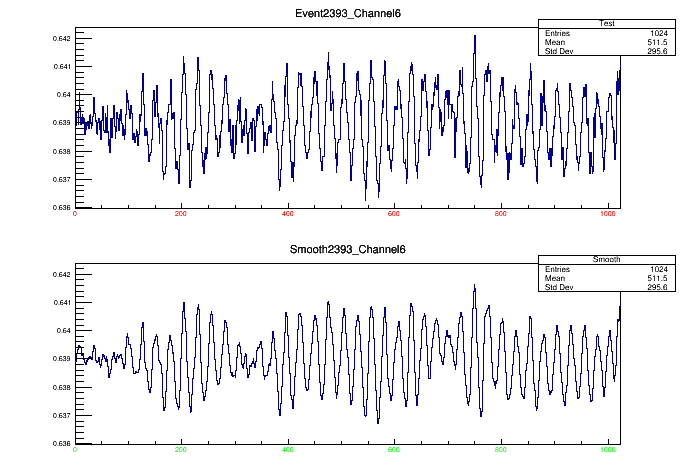 Event2393_Channel6
Test
Entries 1024
Mean 511.5
Std Dev 295.6
0.642
0.641
0.64
0.639
0.638
0.637
0.636
0 200 400 600 800 1000
Smooth2393_Channel6
Smooth
Entries 1024
Mean 511.5
Std Dev 295.6
0.642
0.641
0.64
0.639
0.638
0.637
0.636
0 200 400 600 800 1000